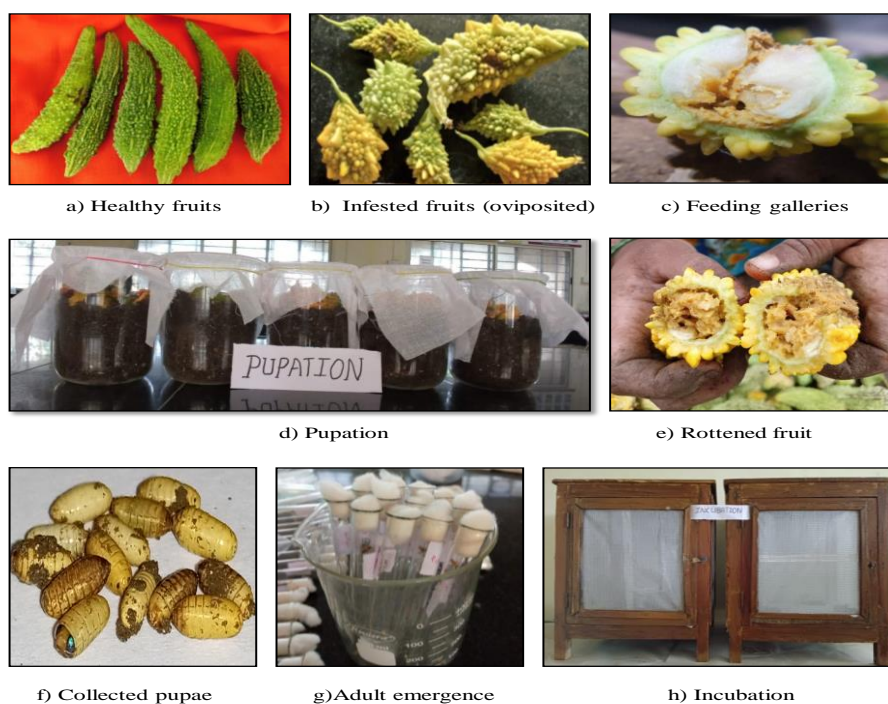 a) Healthy fruits
b) Infested fruits (oviposited)
c) Feeding galleries
PUPATION
d) Pupation
e) Rottened fruit
INCUBATION
f) Collected pupae
g)Adult emergence
h) Incubation